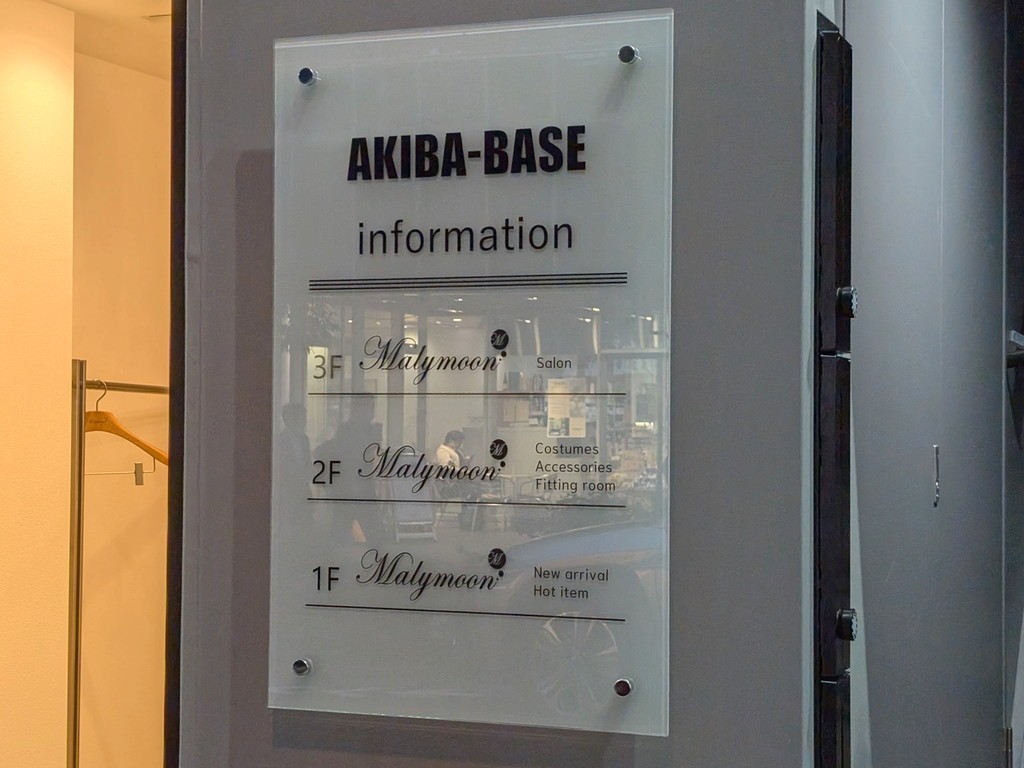 AKIBA-BASE
information
3F Malymoon M Salon
2F Malymoon M Costumes
Accessories
Fitting room
1F Malymoon M New arrival
Hot item